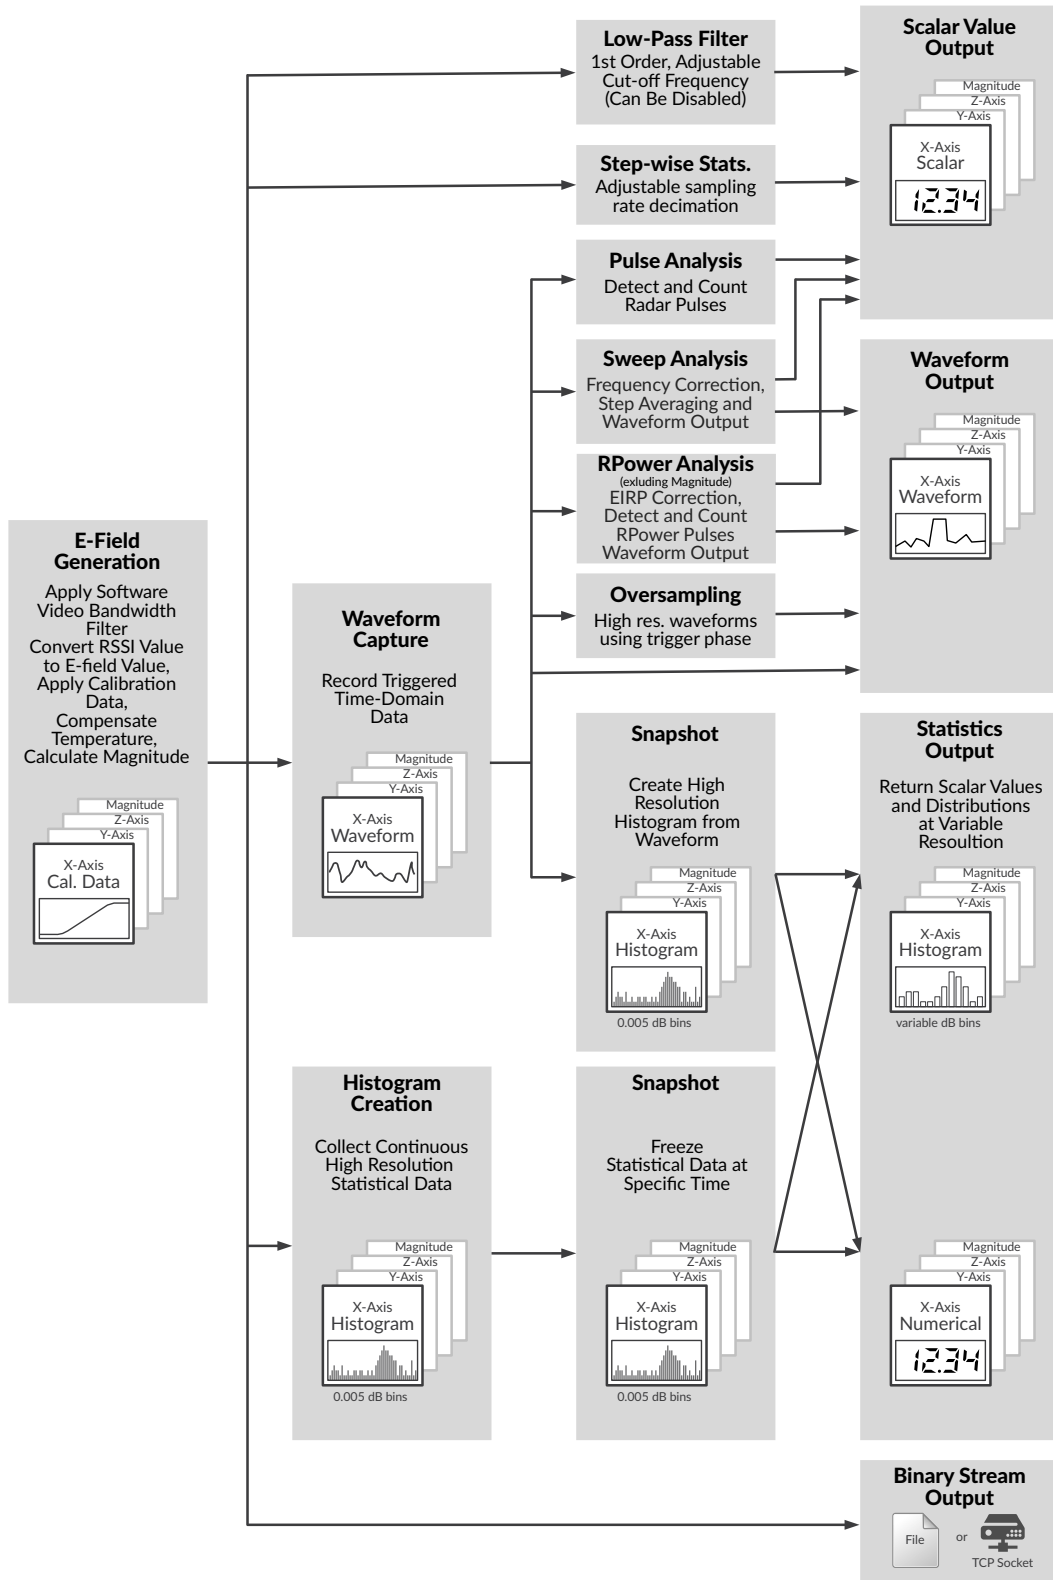 Low-Pass Filter
1st Order, Adjustable
Cut-off Frequency
(Can Be Disabled)
Scalar Value
Output
Magnitude
Z-Axis
Y-Axis
X-Axis
Scalar
12.34
Step-wise Stats.
Adjustable sampling
rate decimation
Pulse Analysis
Detect and Count
Radar Pulses
Sweep Analysis
Frequency Correction,
Step Averaging and
Waveform Output
Waveform
Output
Magnitude
Z-Axis
Y-Axis
X-Axis
Waveform
RPower Analysis
(exluding Magnitude)
EIRP Correction,
Detect and Count
RPower Pulses
Waveform Output
E-Field
Generation
Apply Software
Video Bandwidth
Filter
Convert RSSI Value
to E-field Value,
Apply Calibration
Data,
Compensate
Temperature,
Calculate Magnitude
Magnitude
Z-Axis
Y-Axis
X-Axis
Cal. Data
Waveform
Capture
Record Triggered
Time-Domain
Data
Magnitude
Z-Axis
Y-Axis
X-Axis
Waveform
Oversampling
High res. waveforms
using trigger phase
Snapshot
Create High
Resolution
Histogram from
Waveform
Magnitude
Z-Axis
Y-Axis
X-Axis
Histogram
0.005 dB bins
Statistics
Output
Return Scalar Values
and Distributions
at Variable
Resoultion
Magnitude
Z-Axis
Y-Axis
X-Axis
Histogram
variable dB bins
Histogram
Creation
Collect Continuous
High Resolution
Statistical Data
Magnitude
Z-Axis
Y-Axis
X-Axis
Histogram
0.005 dB bins
Snapshot
Freeze
Statistical Data at
Specific Time
Magnitude
Z-Axis
Y-Axis
X-Axis
Histogram
0.005 dB bins
Magnitude
Z-Axis
Y-Axis
X-Axis
Numerical
12.34
Binary Stream
Output
File
or
TCP Socket